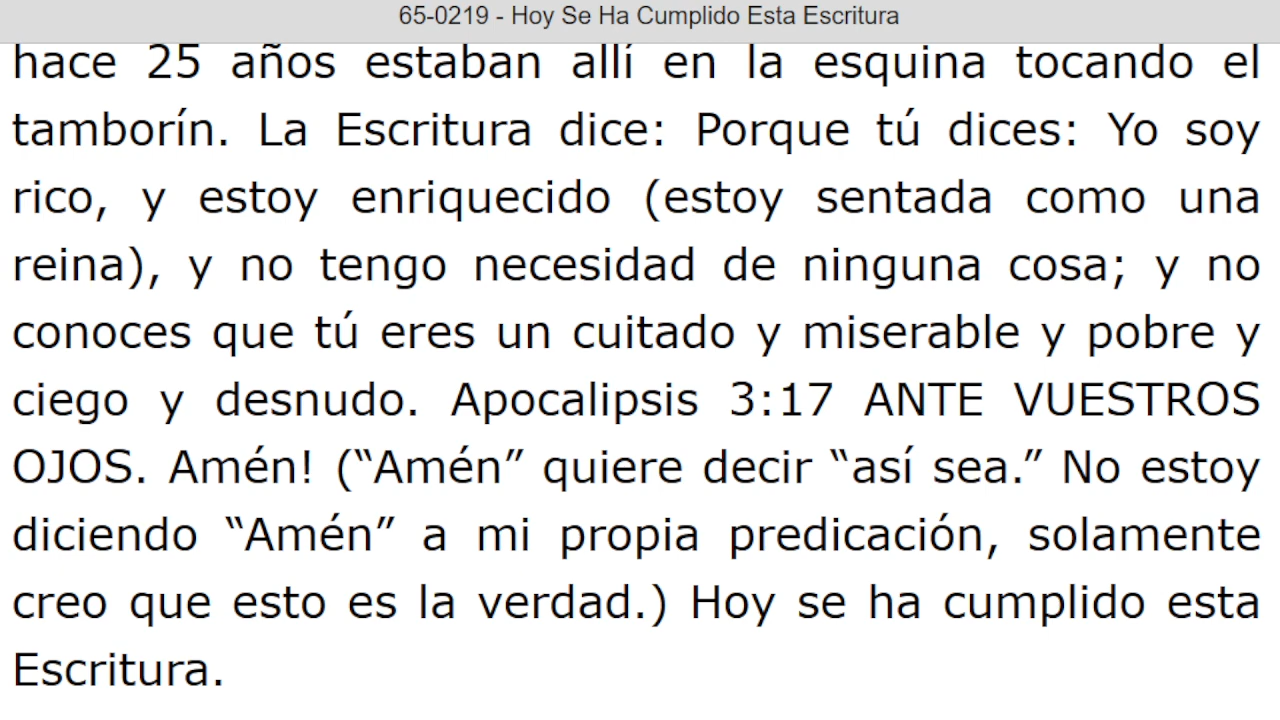 65-0219 - Hoy Se Ha Cumplido Esta Escritura
hace 25 años estaban allí en la esquina tocando el
tamborín. La Escritura dice: Porque tú dices: Yo soy
rico, y estoy enriquecido (estoy sentada como una
reina), y no tengo necesidad de ninguna cosa; y no
conoces que tú eres un cuitado y miserable y pobre y
ciego y desnudo. Apocalipsis 3:17 ANTE VUESTROS
OJOS. Amén! (“Amén” quiere decir “así sea.” No estoy
diciendo “Amén” a mi propia predicación, solamente
creo que esto es la verdad.) Hoy se ha cumplido esta
Escritura.